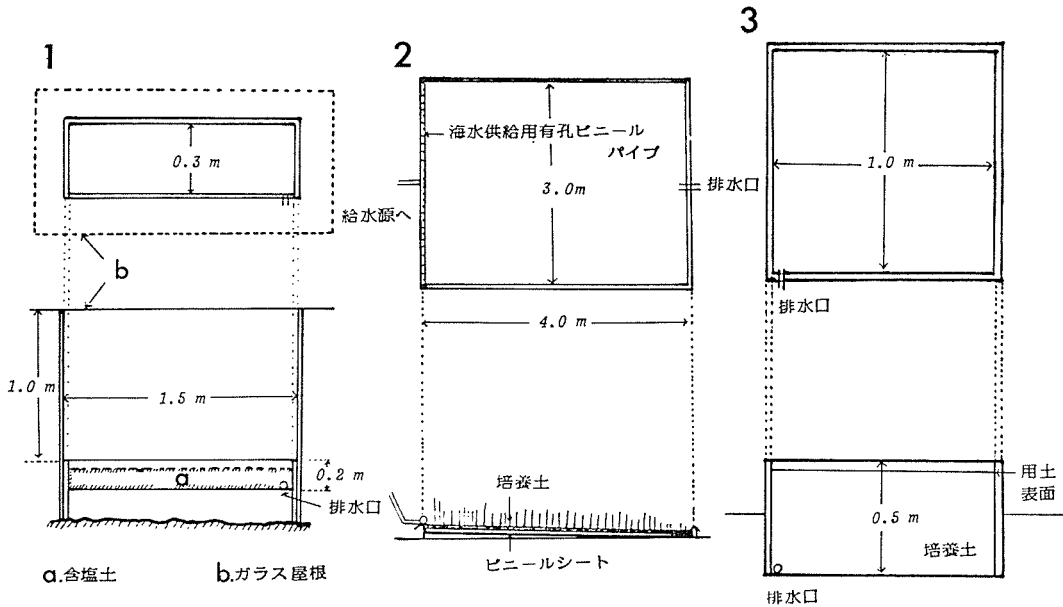 1
0.3 m
b
1.0 m
1.5 m
a
0.2 m
排水口
a.含塩土
b.ガラス屋根
2
海水供給用有孔ビニール
パイプ
3.0m
排水口
給水源へ
4.0 m
培養土
ビニールシート
3
1.0 m
排水口
用土
表面
0.5 m
培養土
排水口